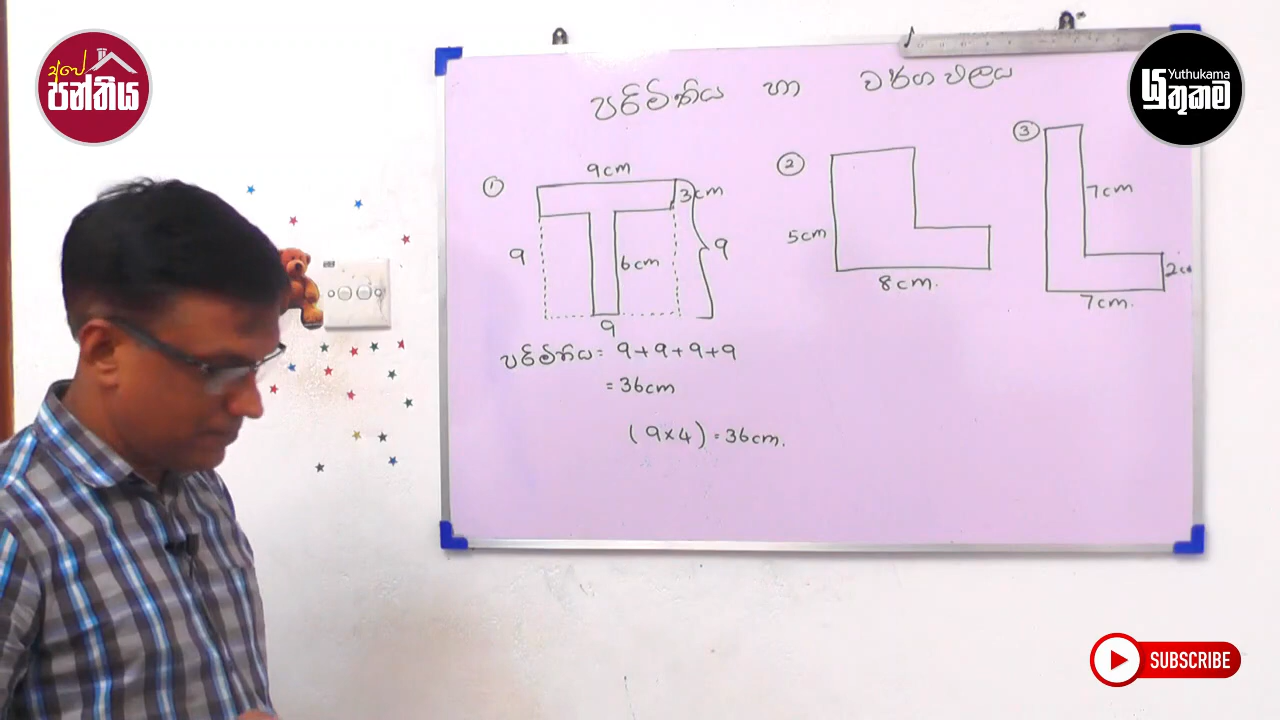 අපේ
පන්තිය
Yuthukama
යුතුකම
පරිමිතිය හා වර්ගඵලය
①
9cm
3cm
9
6cm
9
9
පරිමිතිය = 9+9+9+9
= 36cm
(9×4) = 36cm.
②
5cm
8cm.
③
7cm
2c
7cm.
SUBSCRIBE